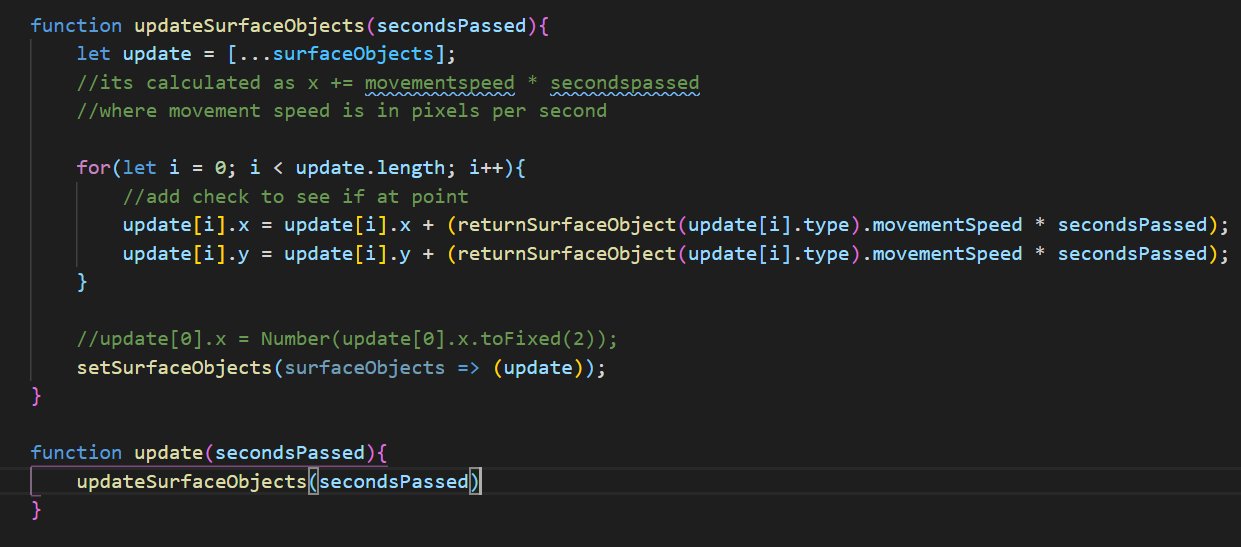 function updateSurfaceObjects(secondsPassed){
let update = [...surfaceObjects];
//its calculated as x += movementspeed * secondspassed
//where movement speed is in pixels per second
for(let i = 0; i < update.length; i++){
//add check to see if at point
update[i].x = update[i].x + (returnSurfaceObject(update[i].type).movementSpeed * secondsPassed);
update[i].y = update[i].y + (returnSurfaceObject(update[i].type).movementSpeed * secondsPassed);
}
//update[0].x = Number(update[0].x.toFixed(2));
setSurfaceObjects(surfaceObjects => (update));
}
function update(secondsPassed){
updateSurfaceObjects(secondsPassed)
}